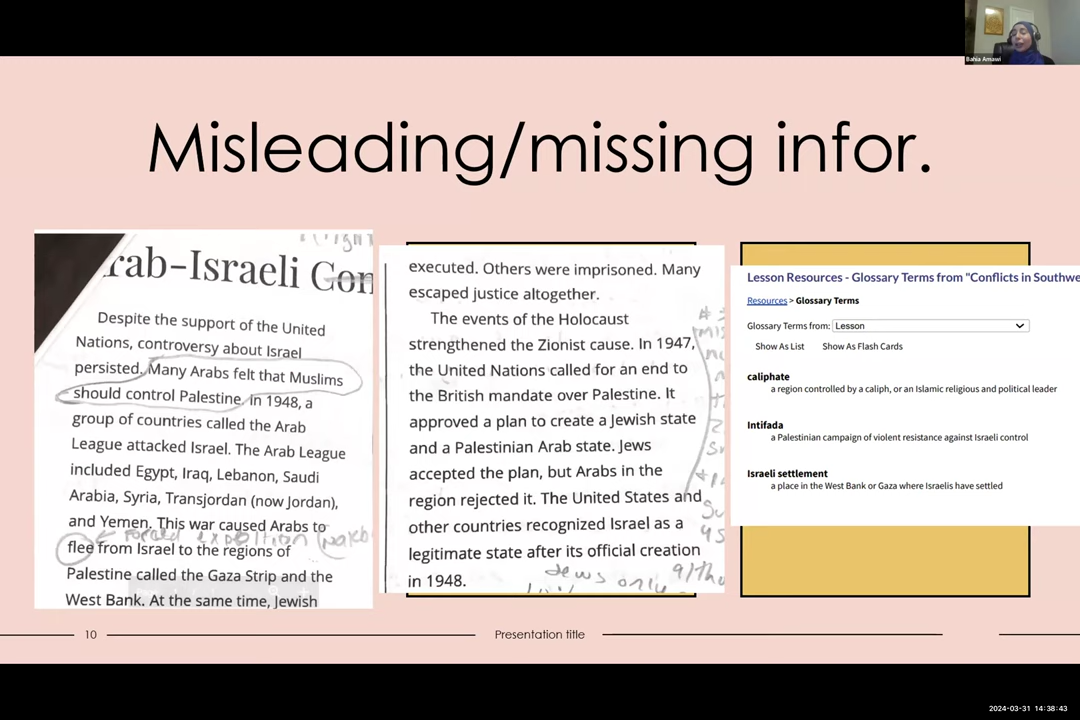 Bahia Amawi
Misleading/missing infor.
rab-Israeli Con
Despite the support of the United
Nations, controversy about Israel
persisted. Many Arabs felt that Muslims
should control Palestine. In 1948, a
group of countries called the Arab
League attacked Israel. The Arab League
included Egypt, Iraq, Lebanon, Saudi
Arabia, Syria, Transjordan (now Jordan),
and Yemen. This war caused Arabs to
flee from Israel to the regions of
Palestine called the Gaza Strip and the
West Bank. At the same time, Jewish
executed. Others were imprisoned. Many
escaped justice altogether.
The events of the Holocaust
strengthened the Zionist cause. In 1947,
the United Nations called for an end to
the British mandate over Palestine. It
approved a plan to create a Jewish state
and a Palestinian Arab state. Jews
accepted the plan, but Arabs in the
region rejected it. The United States and
other countries recognized Israel as a
legitimate state after its official creation
in 1948.
Jews only
Lesson Resources - Glossary Terms from "Conflicts in Southwe
Resources > Glossary Terms
Glossary Terms from: Lesson
Show As List Show As Flash Cards
caliphate
a region controlled by a caliph, or an Islamic religious and political leader
Intifada
a Palestinian campaign of violent resistance against Israeli control
Israeli settlement
a place in the West Bank or Gaza where Israelis have settled
10
Presentation title
2024-03-31 14:38:43